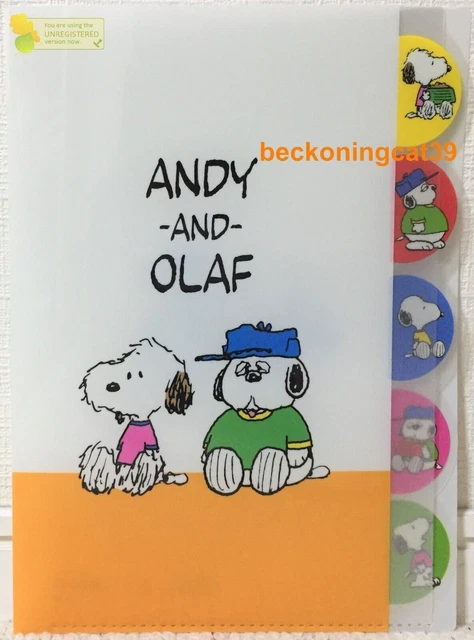 You are using the
UNREGISTERED
version now.
beckoningcat39
ANDY
-AND-
OLAF